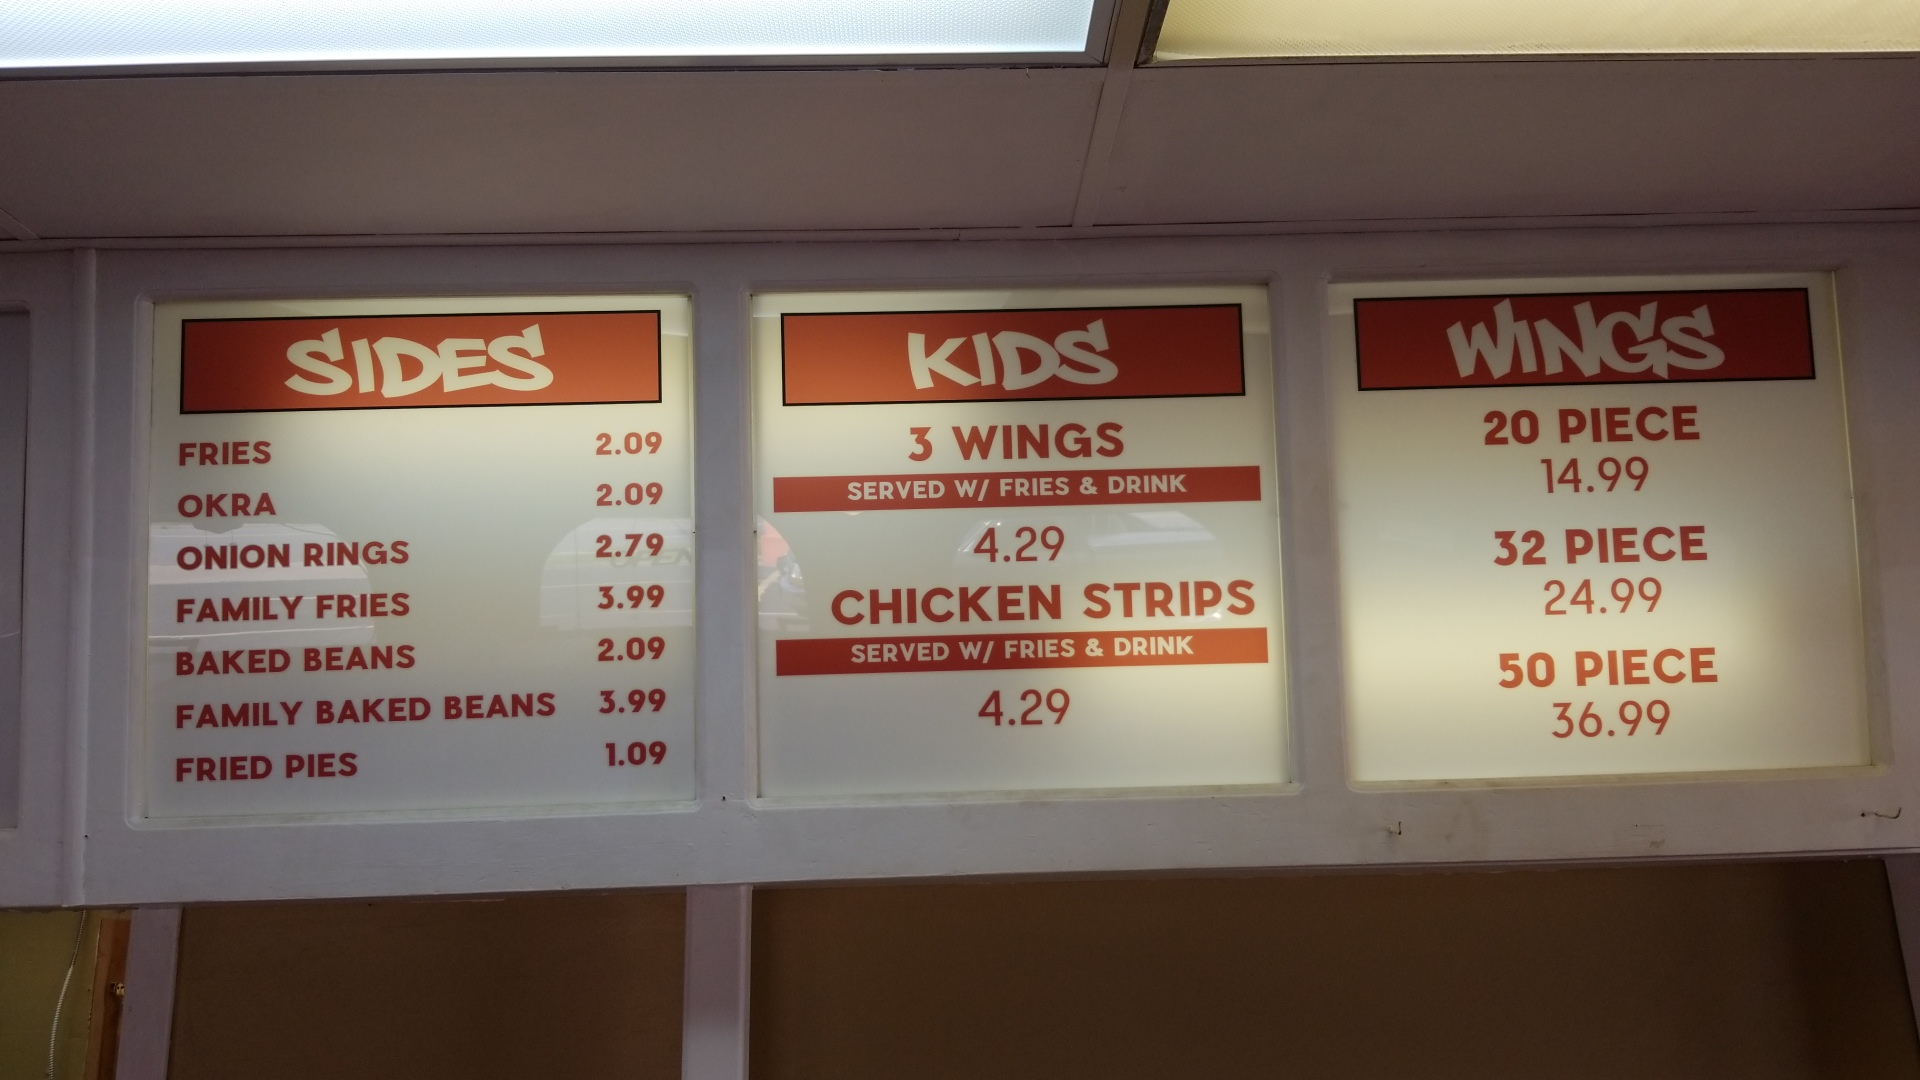 SIDES
FRIES 2.09
OKRA 2.09
ONION RINGS 2.79
FAMILY FRIES 3.99
BAKED BEANS 2.09
FAMILY BAKED BEANS 3.99
FRIED PIES 1.09
KIDS
3 WINGS
SERVED W/ FRIES & DRINK
4.29
CHICKEN STRIPS
SERVED W/ FRIES & DRINK
4.29
WINGS
20 PIECE
14.99
32 PIECE
24.99
50 PIECE
36.99